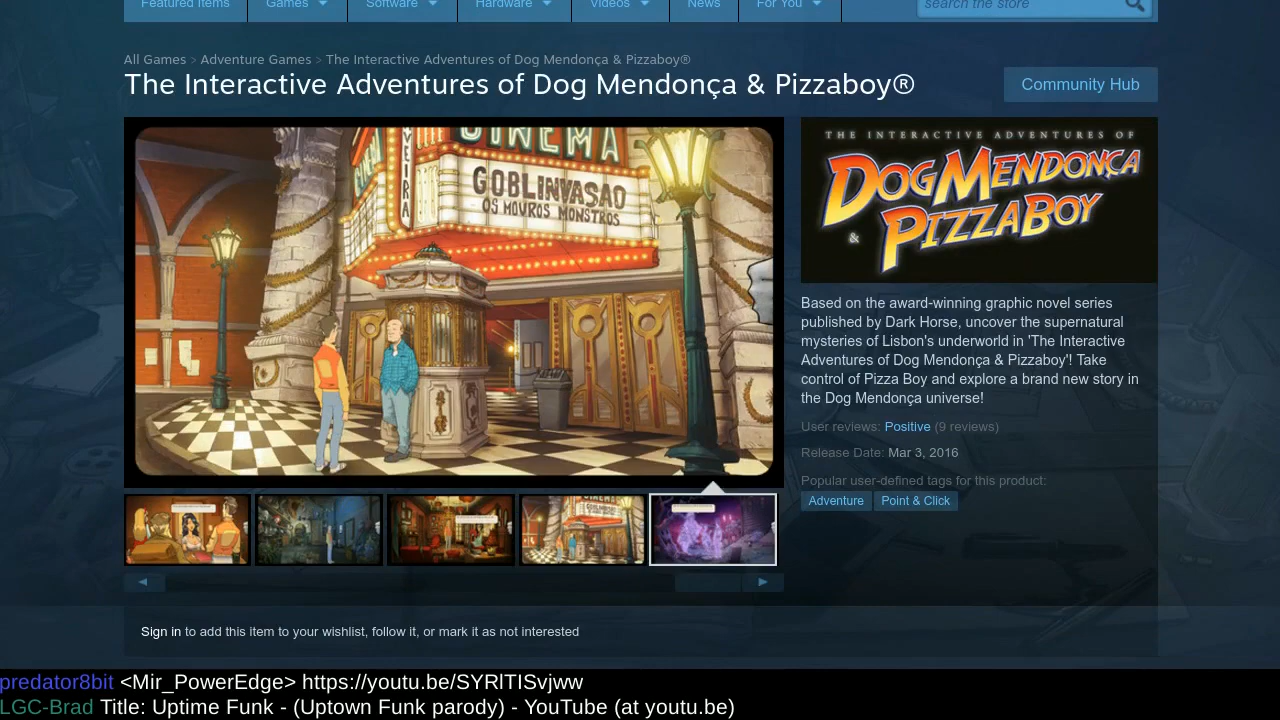 Featured Items Games Software Hardware Videos News For You search the store
All Games > Adventure Games > The Interactive Adventures of Dog Mendonça & Pizzaboy®
The Interactive Adventures of Dog Mendonça & Pizzaboy®
Community Hub
CINEMA
EIRA
GOBLINVASAO
OS MOUROS MONSTROS
THE INTERACTIVE ADVENTURES OF
DOG MENDONÇA
& PIZZABOY
Based on the award-winning graphic novel series
published by Dark Horse, uncover the supernatural
mysteries of Lisbon's underworld in 'The Interactive
Adventures of Dog Mendonça & Pizzaboy'! Take
control of Pizza Boy and explore a brand new story in
the Dog Mendonça universe!
User reviews: Positive (9 reviews)
Release Date: Mar 3, 2016
Popular user-defined tags for this product:
Adventure Point & Click
Sign in to add this item to your wishlist, follow it, or mark it as not interested
predator8bit <Mir_PowerEdge> https://youtu.be/SYRlTISvjww
LGC-Brad Title: Uptime Funk - (Uptown Funk parody) - YouTube (at youtu.be)